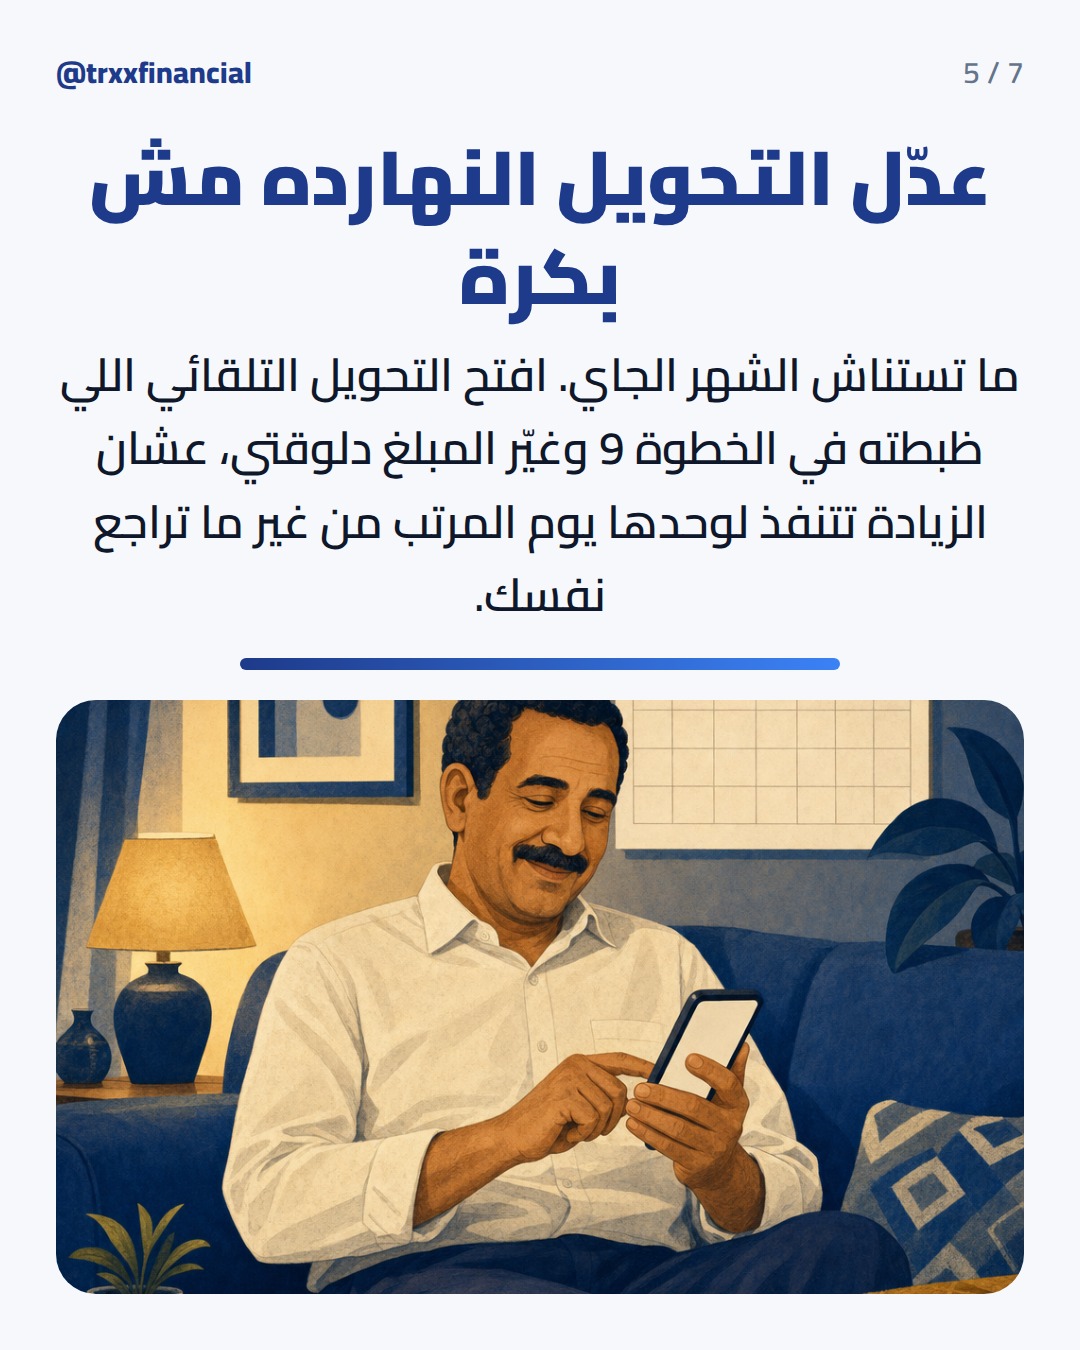 @trxxfinancial
5 / 7
عدّل التحويل النهارده مش
بكرة
ما تستناش الشهر الجاي. افتح التحويل التلقائي اللي
ظبطته في الخطوة 9 وغيّر المبلغ دلوقتي، عشان
الزيادة تتنفذ لوحدها يوم المرتب من غير ما تراجع
نفسك.